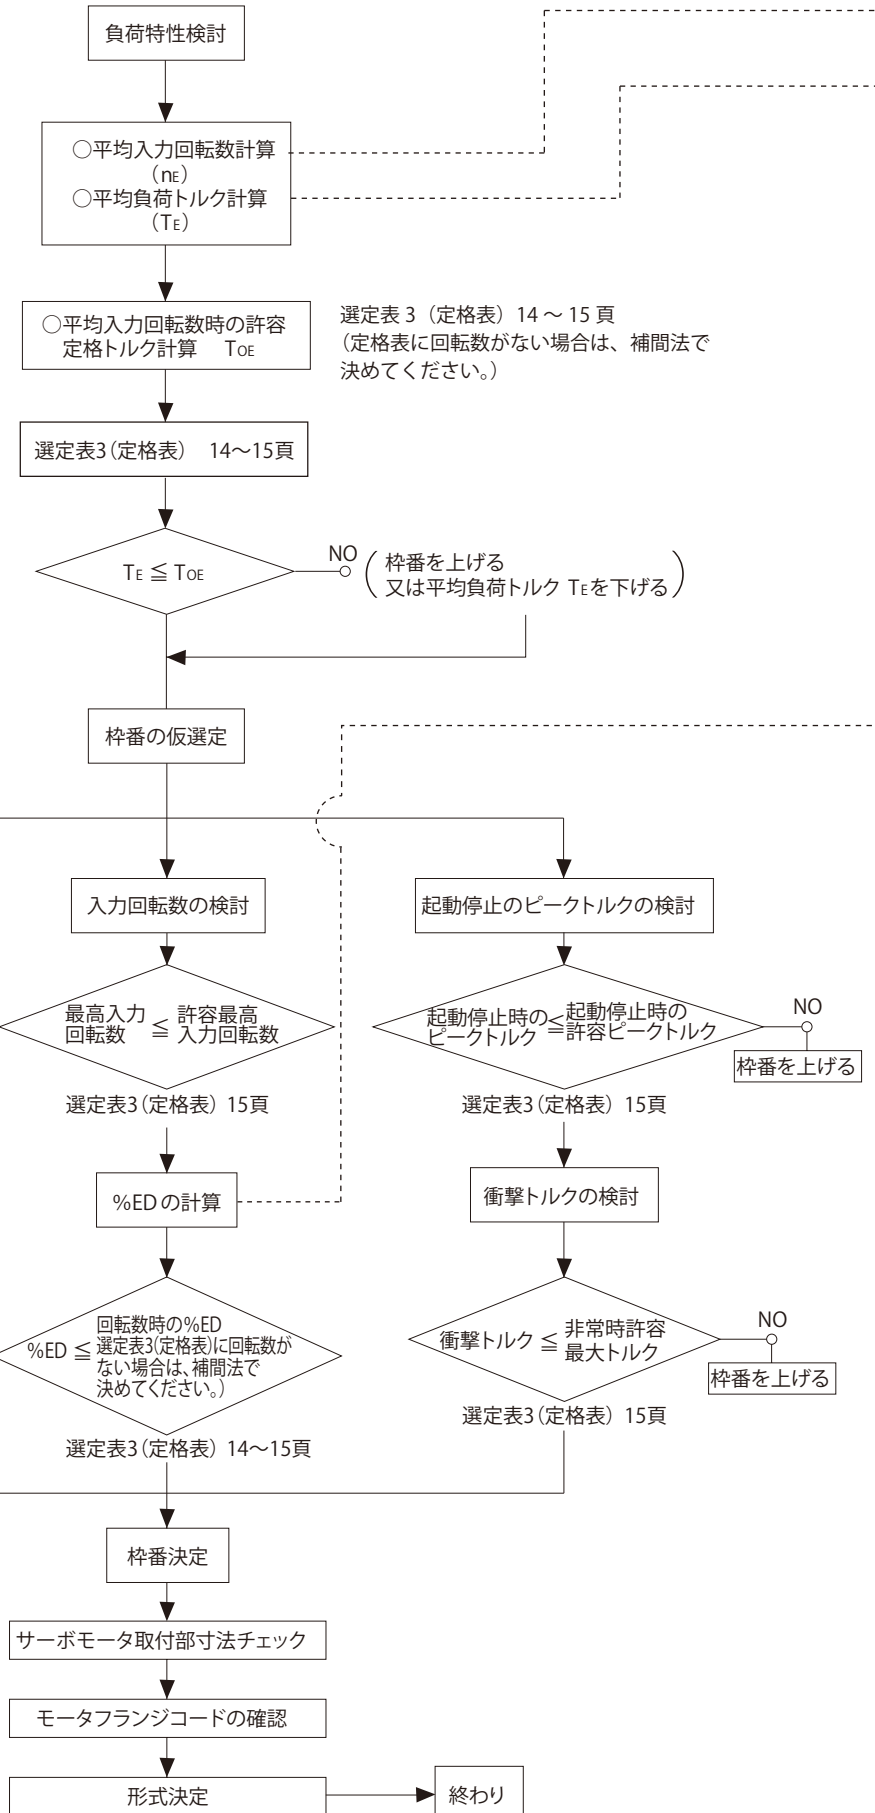 負荷特性検討
○平均入力回転数計算
(nE)
○平均負荷トルク計算
(TE)
○平均入力回転数時の許容
定格トルク計算 TOE
選定表 3（定格表）14 ～ 15 頁
（定格表に回転数がない場合は、補間法で
決めてください。）
選定表3（定格表） 14～15頁
TE ≦ TOE
NO
枠番を上げる
又は平均負荷トルク TEを下げる
枠番の仮選定
入力回転数の検討
最高入力
回転数 ≦ 許容最高
入力回転数
選定表3（定格表）15頁
%EDの計算
%ED ≦ 回転数時の%ED
選定表3(定格表)に回転数が
ない場合は、補間法で
決めてください。）
選定表3（定格表）14～15頁
起動停止のピークトルクの検討
起動停止時の
ピークトルク ≦ 起動停止時の
許容ピークトルク
NO
枠番を上げる
選定表3（定格表）15頁
衝撃トルクの検討
衝撃トルク ≦ 非常時許容
最大トルク
NO
枠番を上げる
選定表3（定格表）15頁
枠番決定
サーボモータ取付部寸法チェック
モータフランジコードの確認
形式決定
終わり